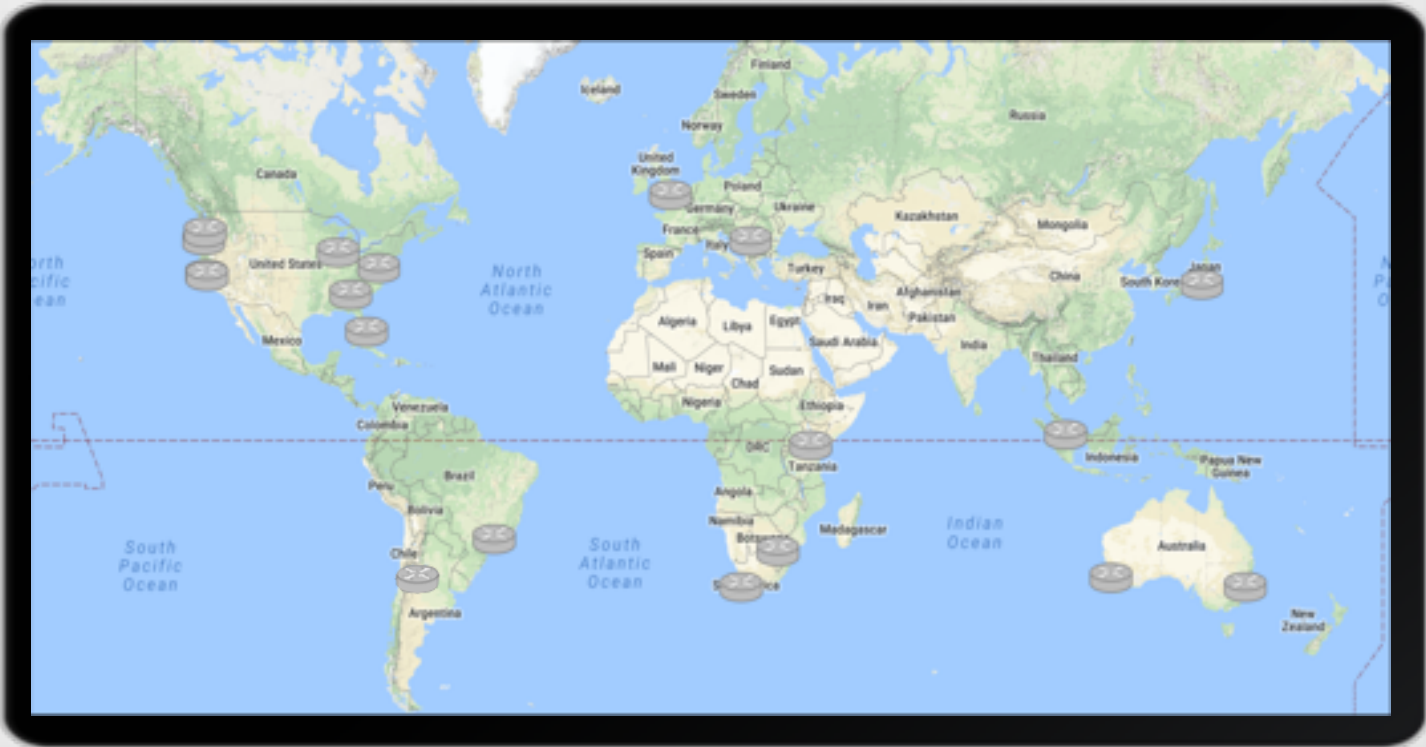 Finland
Iceland
Sweden
Russia
Norway
United
Kingdom
Canada
Poland
Germany
Ukraine
Kazakhstan
Mongolia
France
Italy
Spain
United States
North
Atlantic
Ocean
Turkey
Japan
China
South Kore
Afghanistan
Iraq
Iran
Pakistan
Algeria
Libya
Egypt
Mexico
Saudi Arabia
India
Thailand
Mali
Niger
Chad
Sudan
Nigeria
Ethiopia
Venezuela
Colombia
DRC
Tanzania
Indonesia
Papua New
Guinea
Brazil
Peru
Angola
Bolivia
Namibia
Madagascar
Indian
Ocean
South
Pacific
Ocean
South
Atlantic
Ocean
Chile
Australia
Argentina
New
Zealand